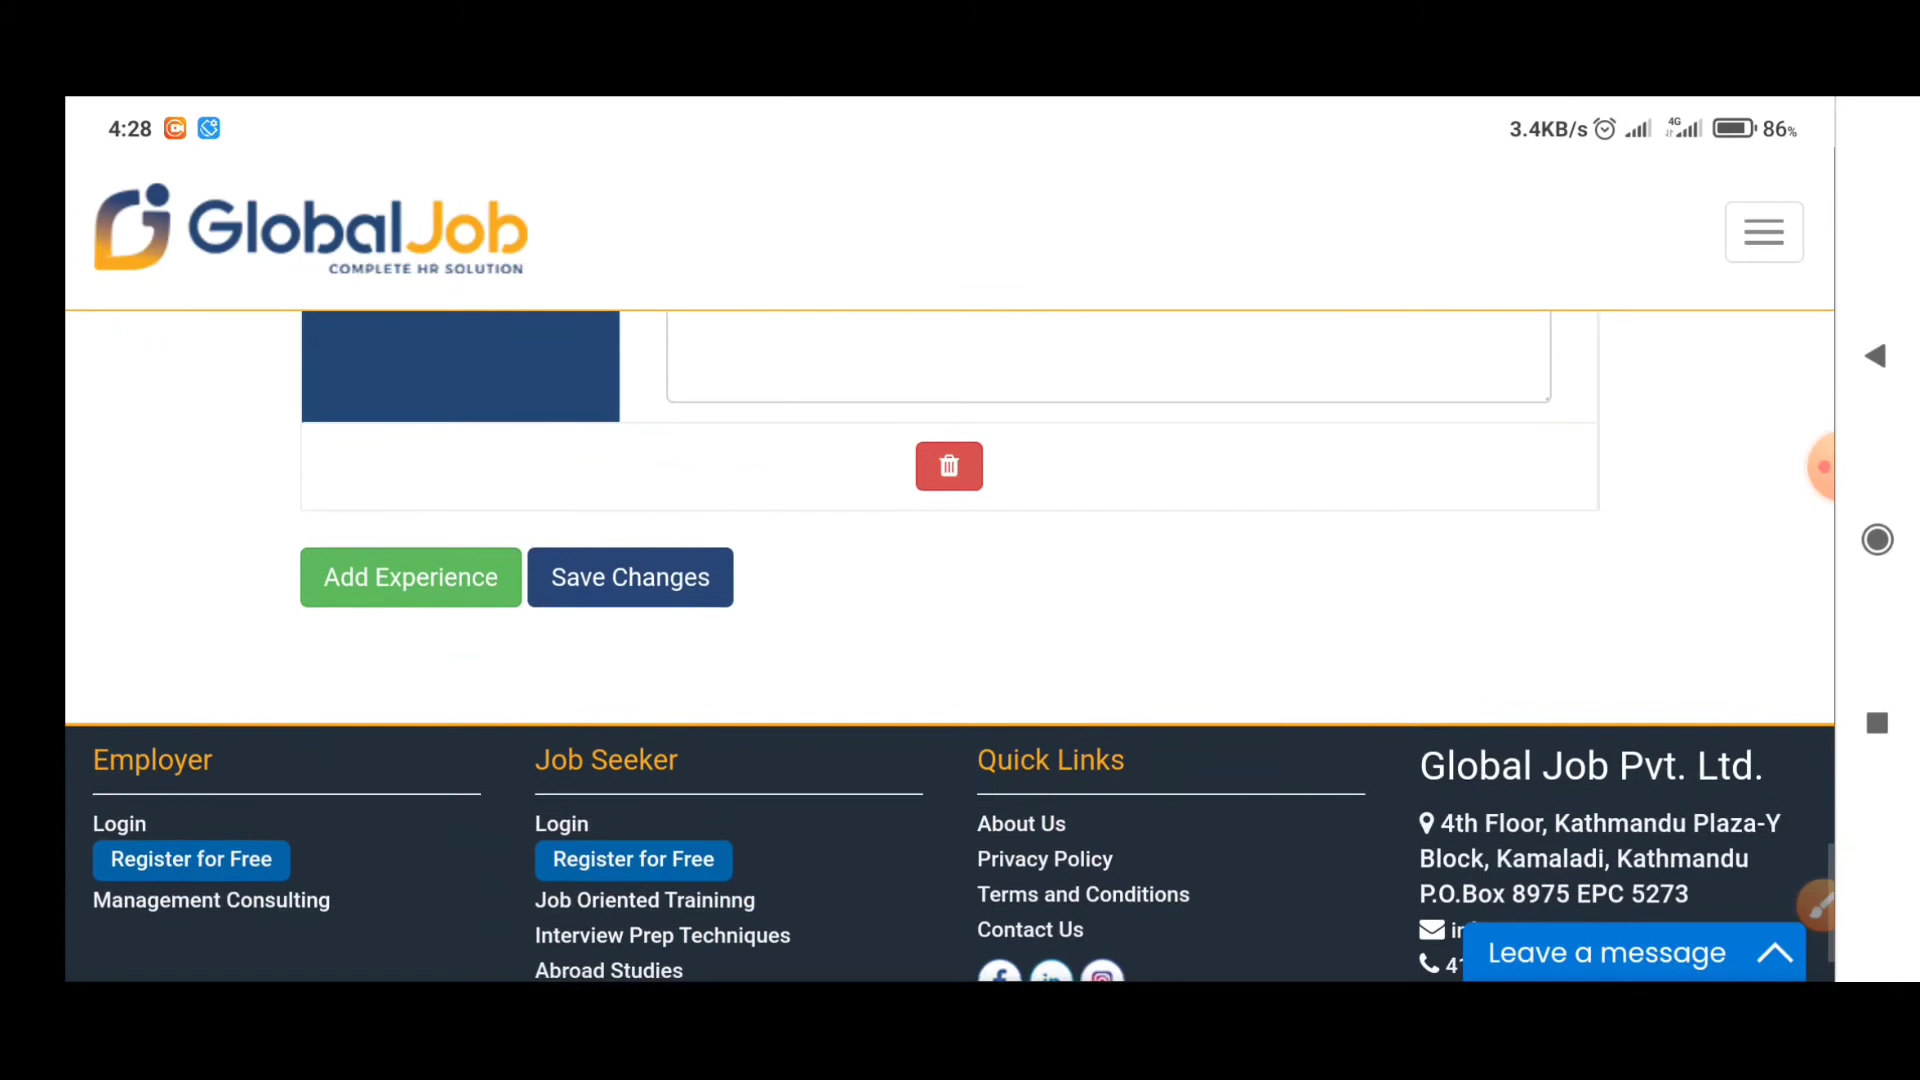 4:28
3.4KB/s 4G 86%
GlobalJob
COMPLETE HR SOLUTION
Add Experience
Save Changes
Employer
Login
Register for Free
Management Consulting
Job Seeker
Login
Register for Free
Job Oriented Traininng
Interview Prep Techniques
Abroad Studies
Quick Links
About Us
Privacy Policy
Terms and Conditions
Contact Us
Global Job Pvt. Ltd.
4th Floor, Kathmandu Plaza-Y
Block, Kamaladi, Kathmandu
P.O.Box 8975 EPC 5273
Leave a message